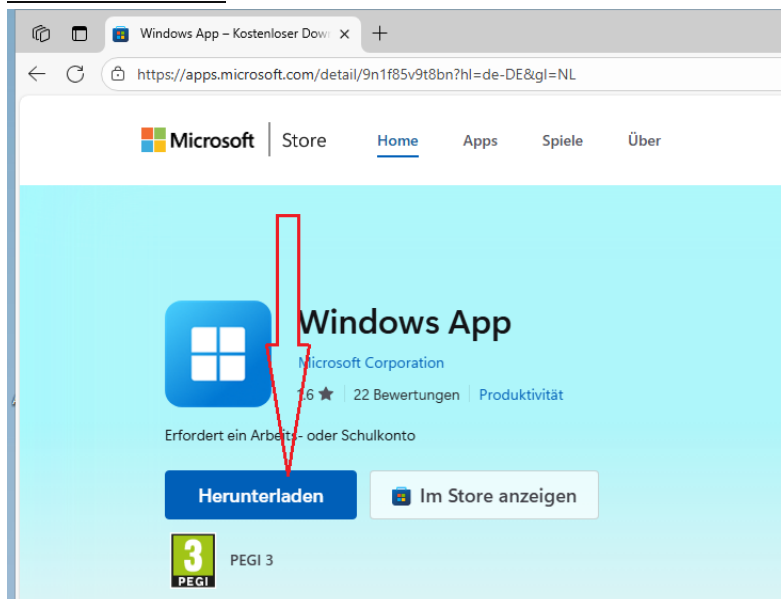 Windows App – Kostenloser Dow
https://apps.microsoft.com/detail/9n1f85v9t8bn?hl=de-DE&gl=NL
Microsoft | Store Home Apps Spiele Über
Windows App
Microsoft Corporation
.6 ★ 22 Bewertungen Produktivität
Erfordert ein Arbeits- oder Schulkonto
Herunterladen Im Store anzeigen
3
PEGI
PEGI 3